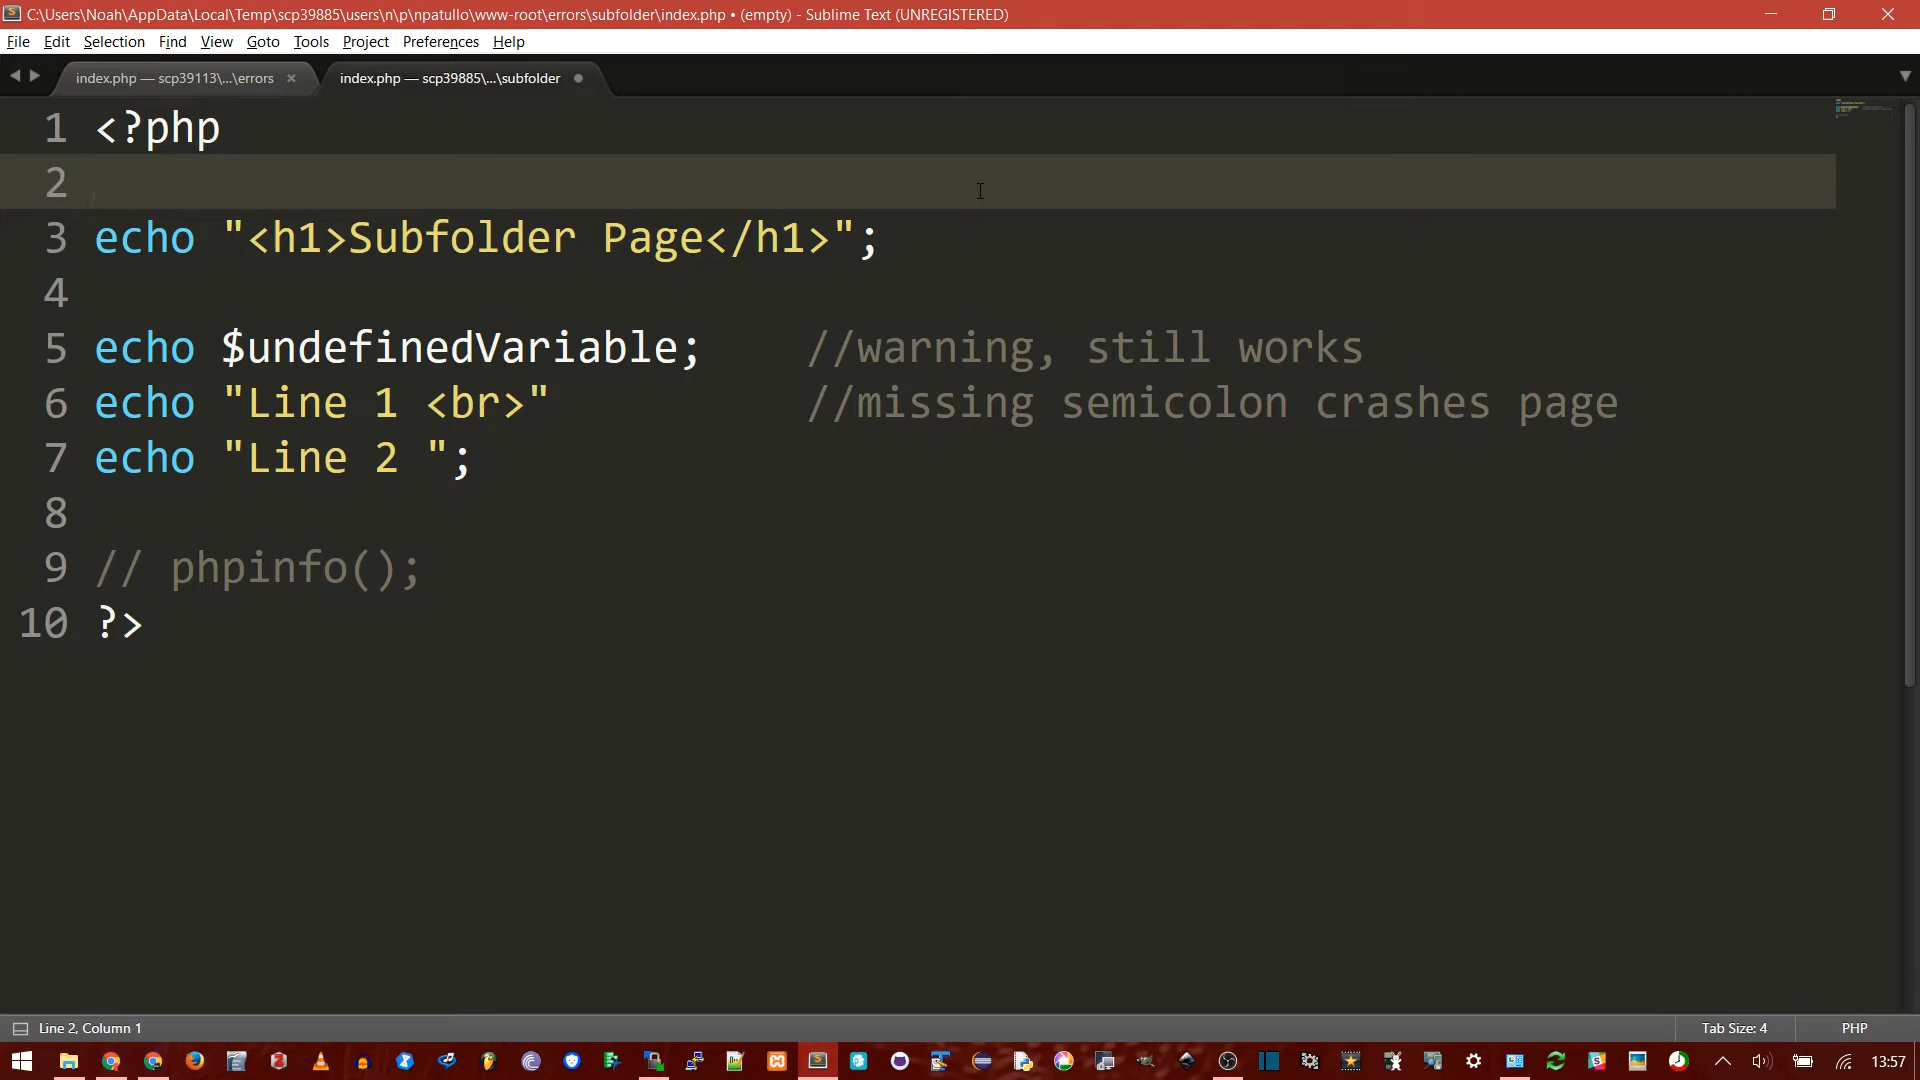 C:\Users\Noah\AppData\Local\Temp\scp39885\users\n\p\npatullo\www-root\errors\subfolder\index.php • (empty) - Sublime Text (UNREGISTERED)
File Edit Selection Find View Goto Tools Project Preferences Help
index.php — scp39113\...\errors × index.php — scp39885\...\subfolder
1 <?php
2
3 echo "<h1>Subfolder Page</h1>";
4
5 echo $undefinedVariable; //warning, still works
6 echo "Line 1 <br>" //missing semicolon crashes page
7 echo "Line 2 ";
8
9 // phpinfo();
10 ?>
Line 2, Column 1 Tab Size: 4 PHP
13:57